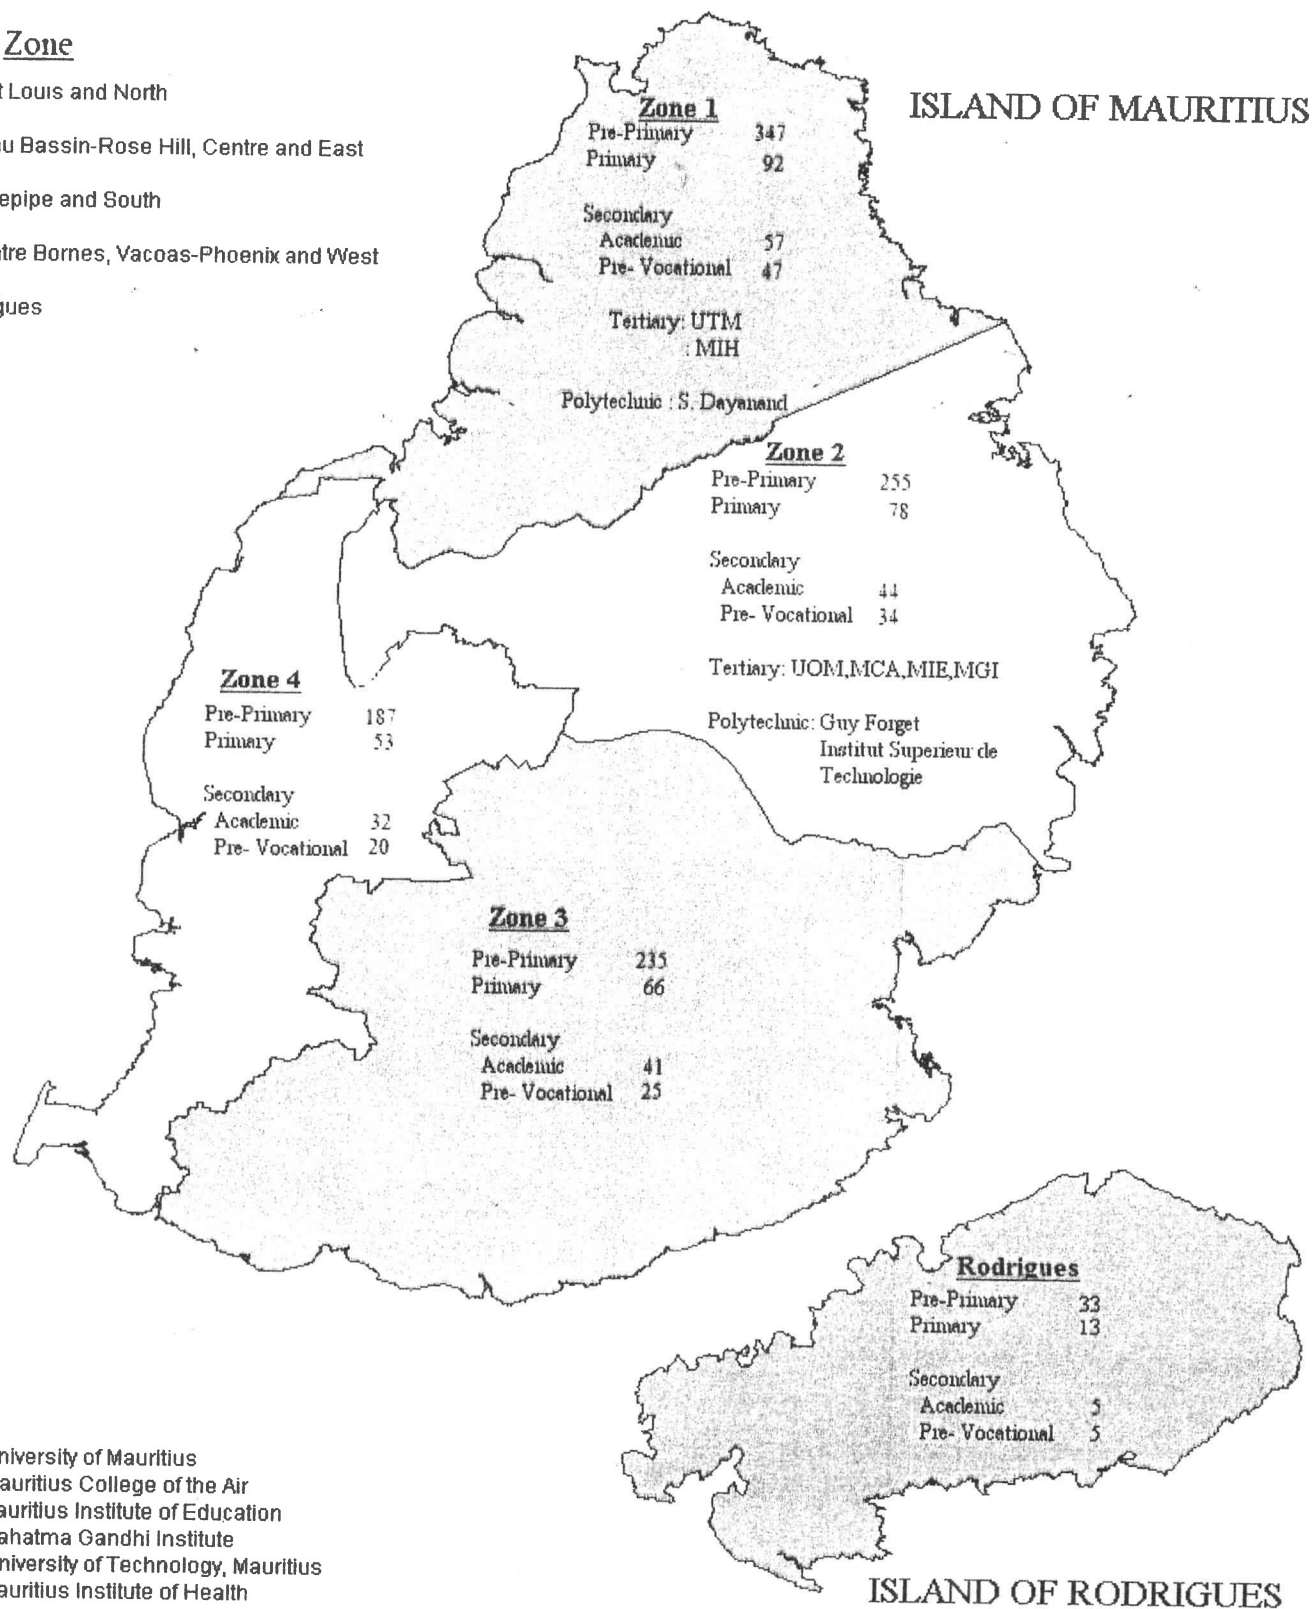 Zone
t Louis and North
u Bassin-Rose Hill, Centre and East
epipe and South
tre Bornes, Vacoas-Phoenix and West
gues
ISLAND OF MAURITIUS
Zone 1
Pre-Primary 347
Primary 92
Secondary
Academic 57
Pre- Vocational 47
Tertiary: UTM
: MIH
Polytechnic : S. Dayanand
Zone 2
Pre-Primary 255
Primary 78
Secondary
Academic 44
Pre- Vocational 34
Tertiary: UOM,MCA,MIE,MGI
Polytechnic: Guy Forget
Institut Superieur de
Technologie
Zone 4
Pre-Primary 187
Primary 53
Secondary
Academic 32
Pre- Vocational 20
Zone 3
Pre-Primary 235
Primary 66
Secondary
Academic 41
Pre- Vocational 25
Rodrigues
Pre-Primary 33
Primary 13
Secondary
Academic 5
Pre- Vocational 5
niversity of Mauritius
auritius College of the Air
auritius Institute of Education
ahatma Gandhi Institute
niversity of Technology, Mauritius
auritius Institute of Health
ISLAND OF RODRIGUES